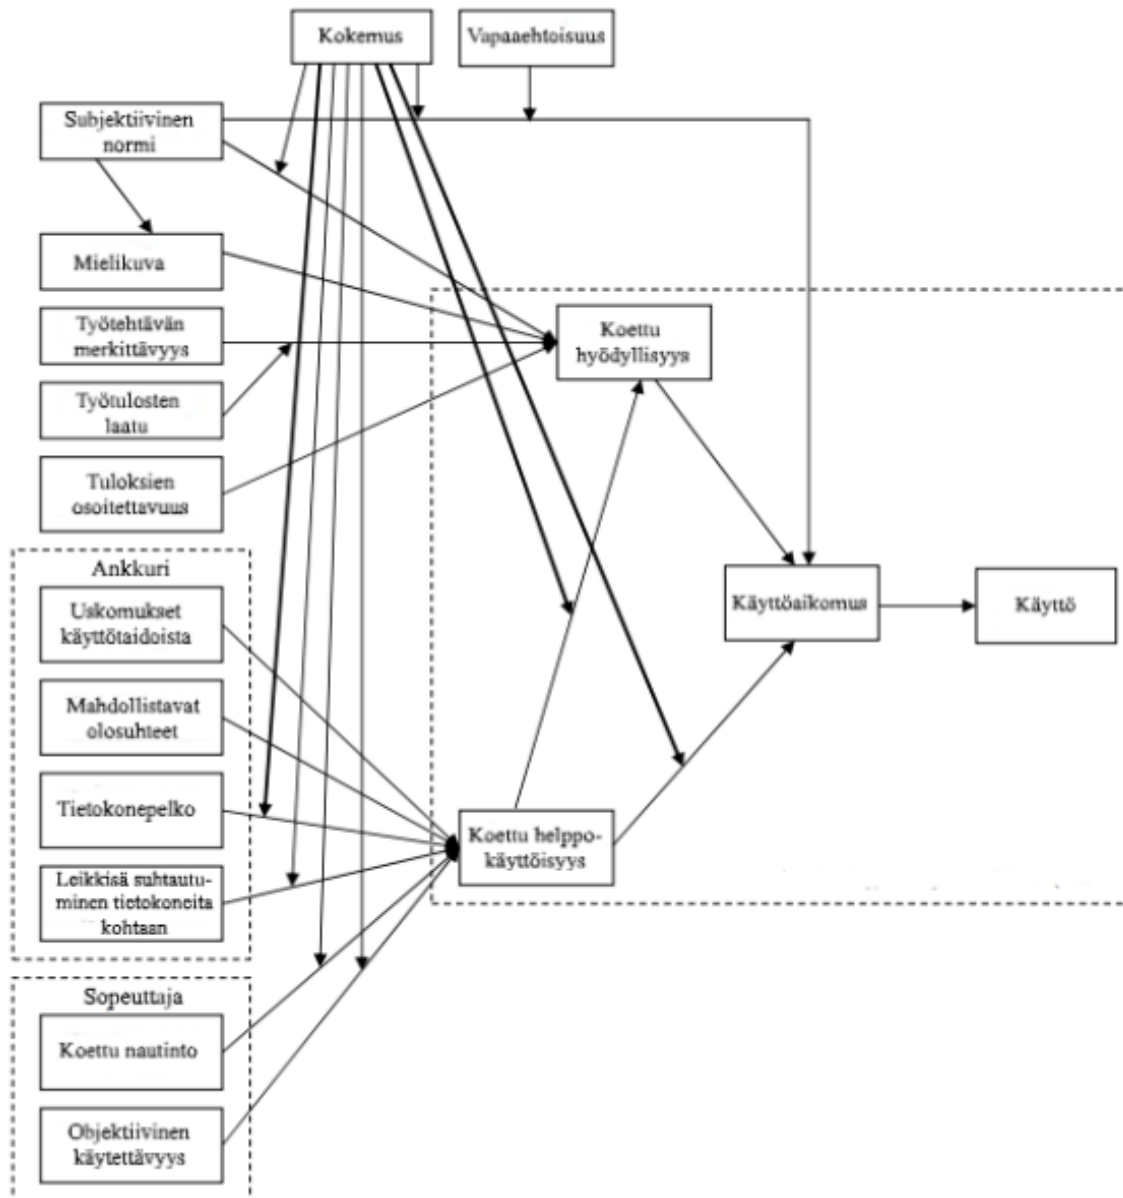 Kokemus
Vapaaehtoisuus
Subjektiivinen
normi
Mielikuva
Työtehtävän
merkittävyys
Työtulosten
laatu
Tuloksien
osoitettavuus
Koettu
hyödyllisyys
Ankkuri
Uskomukset
käyttötaidoista
Mahdollistavat
olosuhteet
Tietokonepelko
Leikkisä suhtautu-
minen tietokoneita
kohtaan
Käyttöaikomus
Käyttö
Koettu helppo-
käyttöisyys
Sopeuttaja
Koettu nautinto
Objektiivinen
käytettävyys